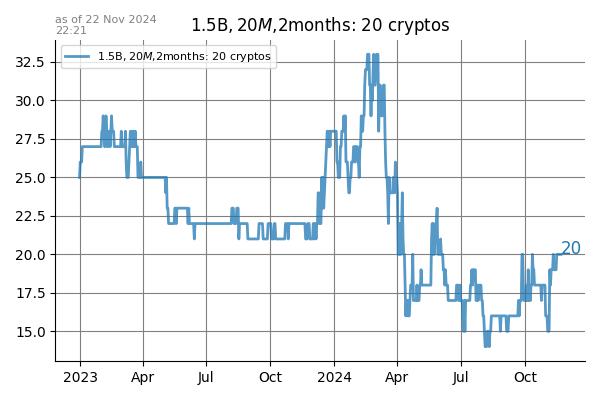 as of 22 Nov 2024
22:21
1.5B, 20M,2months: 20 cryptos
1.5B, 20M,2months: 20 cryptos
32.5
30.0
27.5
25.0
22.5
20.0
17.5
15.0
20
2023 Apr Jul Oct 2024 Apr Jul Oct